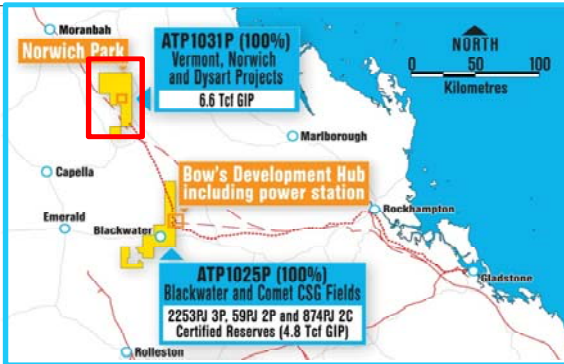 Moranbah
Norwich Park
ATP1031P (100%)
Vermont, Norwich
and Dysart Projects
6.6 Tcf GIP
NORTH
0 50 100
Kilometres
Marlborough
Capella
Bow's Development Hub
including power station
Emerald
Blackwater
Rockhampton
Gladstone
ATP1025P (100%)
Blackwater and Comet CSG Fields
2253PJ 3P, 59PJ 2P and 874PJ 2C
Certified Reserves (4.8 Tcf GIP)
Rolleston